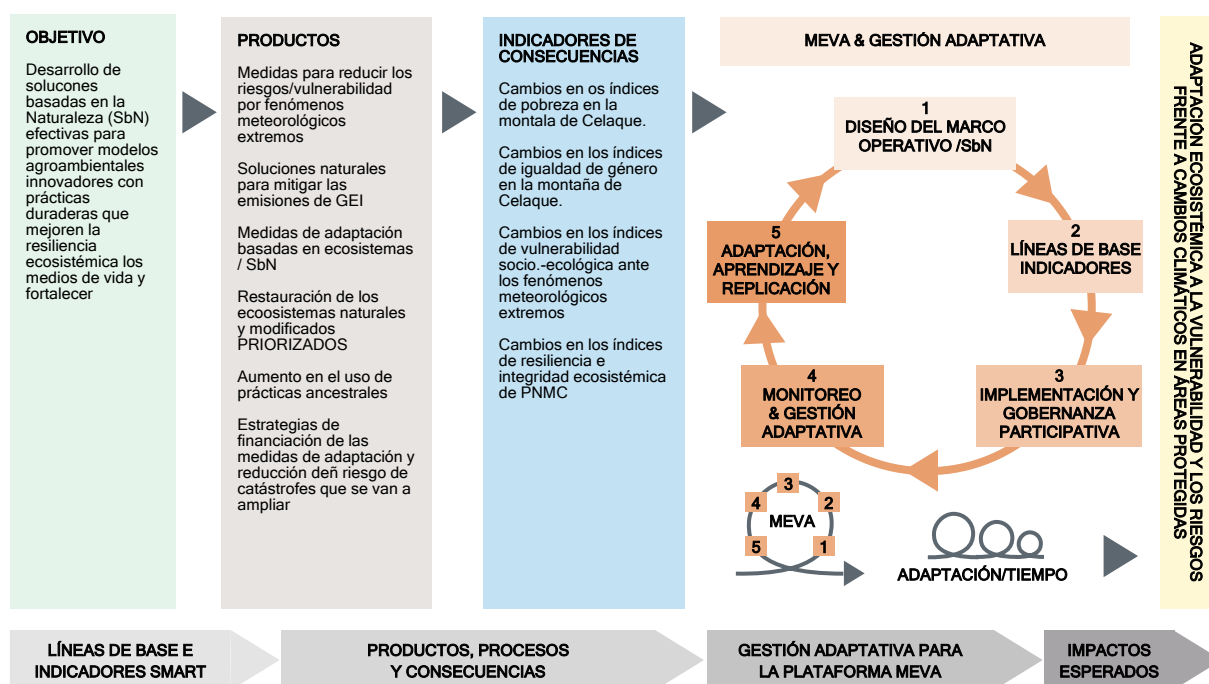 OBJETIVO
Desarrollo de
solucones
basadas en la
Naturaleza (SbN)
efectivas para
promover modelos
agroambientales
innovadores con
prácticas
duraderas que
mejoren la
resiliencia
ecosistémica los
medios de vida y
fortalecer
PRODUCTOS
Medidas para reducir los
riesgos/vulnerabilidad
por fenómenos
meteorológicos
extremos
Soluciones naturales
para mitigar las
emisiones de GEI
Medidas de adaptación
basadas en ecosistemas
/ SbN
Restauración de los
ecoosistemas naturales
y modificados
PRIORIZADOS
Aumento en el uso de
prácticas ancestrales
Estrategias de
financiación de las
medidas de adaptación y
reducción deñ riesgo de
catástrofes que se van a
ampliar
INDICADORES DE
CONSECUENCIAS
Cambios en os índices
de pobreza en la
montala de Celaque.
Cambios en los índices
de igualdad de género
en la montaña de
Celaque.
Cambios en los índices
de vulnerabilidad
socio.-ecológica ante
los fenómenos
meteorológicos
extremos
Cambios en los índices
de resiliencia e
integridad ecosistémica
de PNMC
MEVA & GESTIÓN ADAPTATIVA
1
DISEÑO DEL MARCO
OPERATIVO /SbN
2
LÍNEAS DE BASE
INDICADORES
3
IMPLEMENTACIÓN Y
GOBERNANZA
PARTICIPATIVA
4
MONITOREO
& GESTIÓN
ADAPTATIVA
5
ADAPTACIÓN,
APRENDIZAJE Y
REPLICACIÓN
3
4
2
MEVA
5
1
ADAPTACIÓN/TIEMPO
ADAPTACIÓN ECOSISTÉMICA A LA VULNERABILIDAD Y LOS RIESGOS
FRENTE A CAMBIOS CLIMÁTICOS EN ÁREAS PROTEGIDAS
LÍNEAS DE BASE E
INDICADORES SMART
PRODUCTOS, PROCESOS
Y CONSECUENCIAS
GESTIÓN ADAPTATIVA PARA
LA PLATAFORMA MEVA
IMPACTOS
ESPERADOS